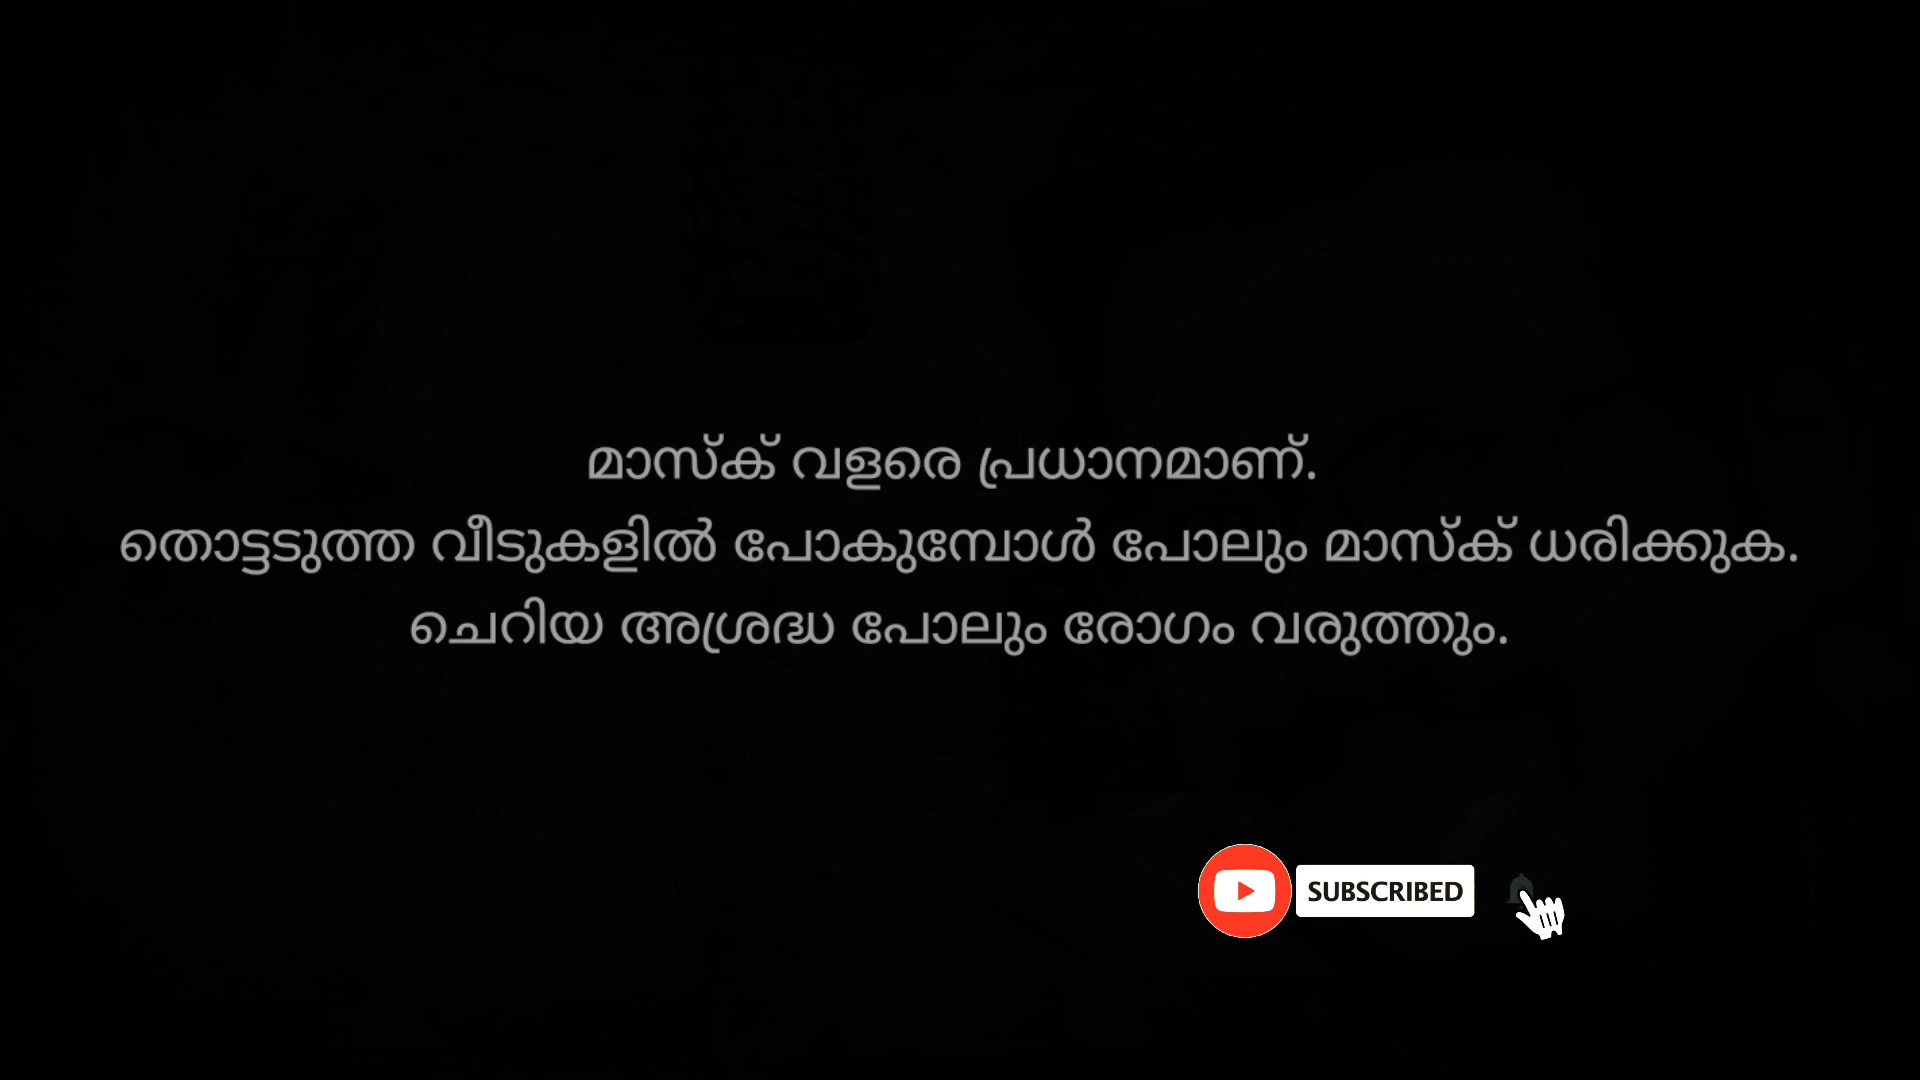 മാസ്ക് വളരെ പ്രധാനമാണ്.
തൊട്ടടുത്ത വീടുകളിൽ പോകുമ്പോൾ പോലും മാസ്ക് ധരിക്കുക.
ചെറിയ അശ്രദ്ധ പോലും രോഗം വരുത്തും.
SUBSCRIBED